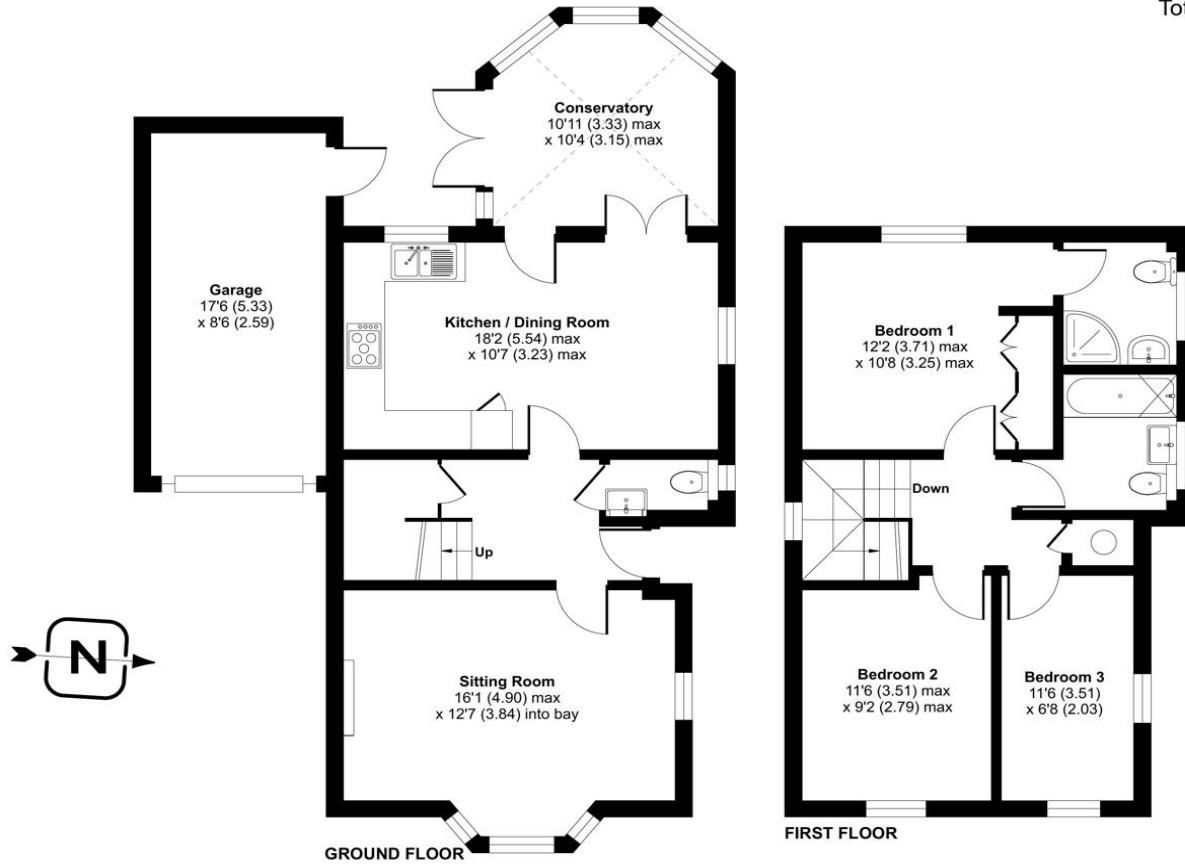 Tot
Conservatory
10'11 (3.33) max
x 10'4 (3.15) max
Garage
17'6 (5.33)
x 8'6 (2.59)
Kitchen / Dining Room
18'2 (5.54) max
x 10'7 (3.23) max
Bedroom 1
12'2 (3.71) max
x 10'8 (3.25) max
Up
Down
N
Sitting Room
16'1 (4.90) max
x 12'7 (3.84) into bay
Bedroom 2
11'6 (3.51) max
x 9'2 (2.79) max
Bedroom 3
11'6 (3.51)
x 6'8 (2.03)
GROUND FLOOR
FIRST FLOOR